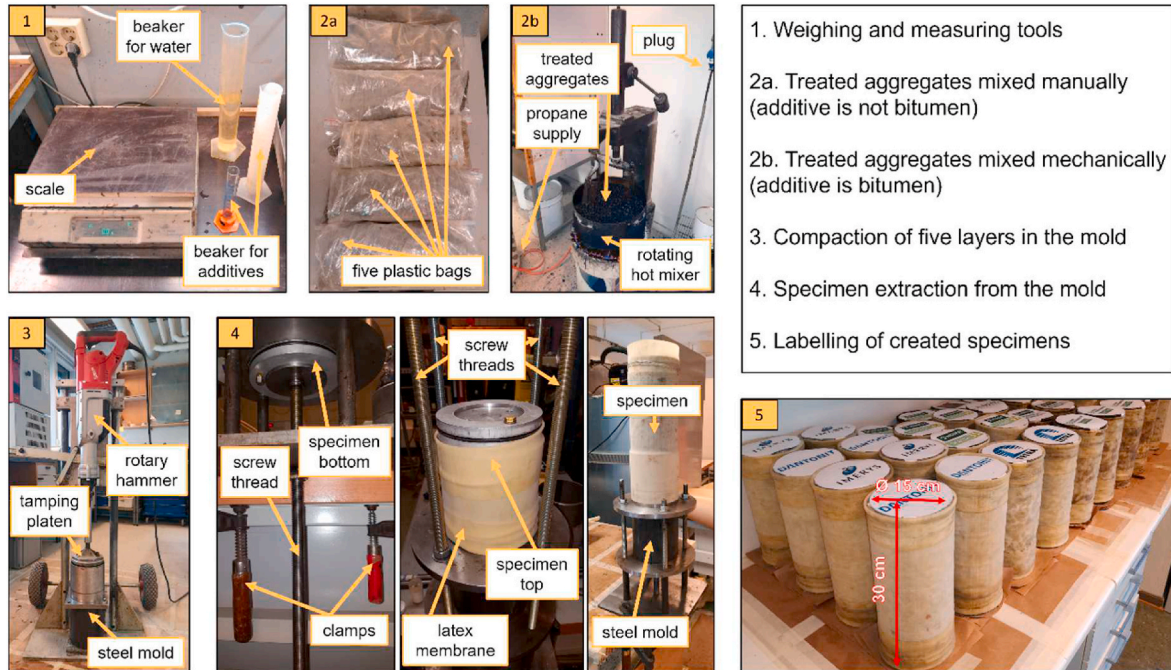 1
beaker
for water
scale
beaker for
additives
2a
five plastic bags
2b
plug
treated
aggregates
propane
supply
rotating
hot mixer
1. Weighing and measuring tools
2a. Treated aggregates mixed manually
(additive is not bitumen)
2b. Treated aggregates mixed mechanically
(additive is bitumen)
3. Compaction of five layers in the mold
4. Specimen extraction from the mold
5. Labelling of created specimens
3
rotary
hammer
tamping
platen
steel mold
4
specimen
bottom
screw
thread
clamps
screw
threads
specimen
top
latex
membrane
specimen
steel mold
5
DANTONIT
IMERYS
DANTONIT
Ø 15 cm
30 cm